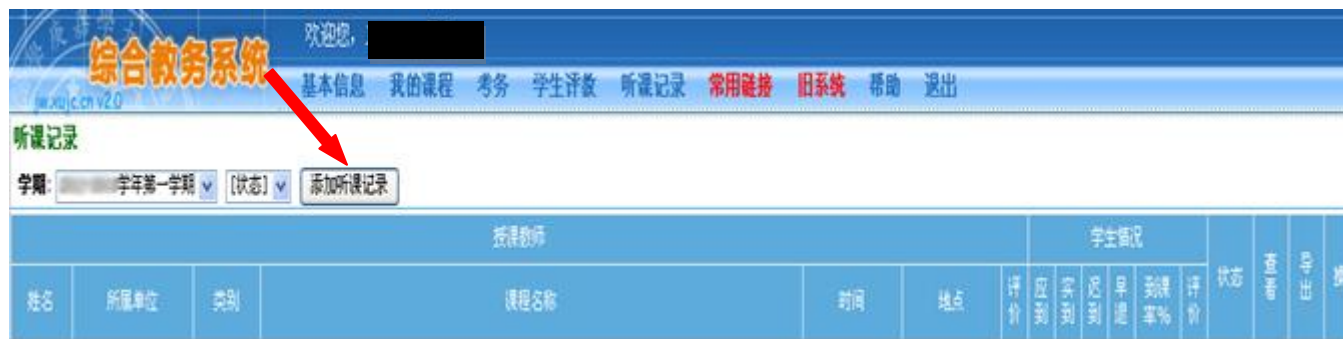 欢迎您，
综合教务系统
jw.xujc.cn v2.0
基本信息 我的课程 考务 学生评教 听课记录 常用链接 旧系统 帮助 退出
听课记录
学期: 学年第一学期 [状态] 添加听课记录
授课教师 学生情况 状态 查看 导出
姓名 所属单位 类别 课程名称 时间 地点 评价 应到 实到 迟到 早退 到课率% 评价